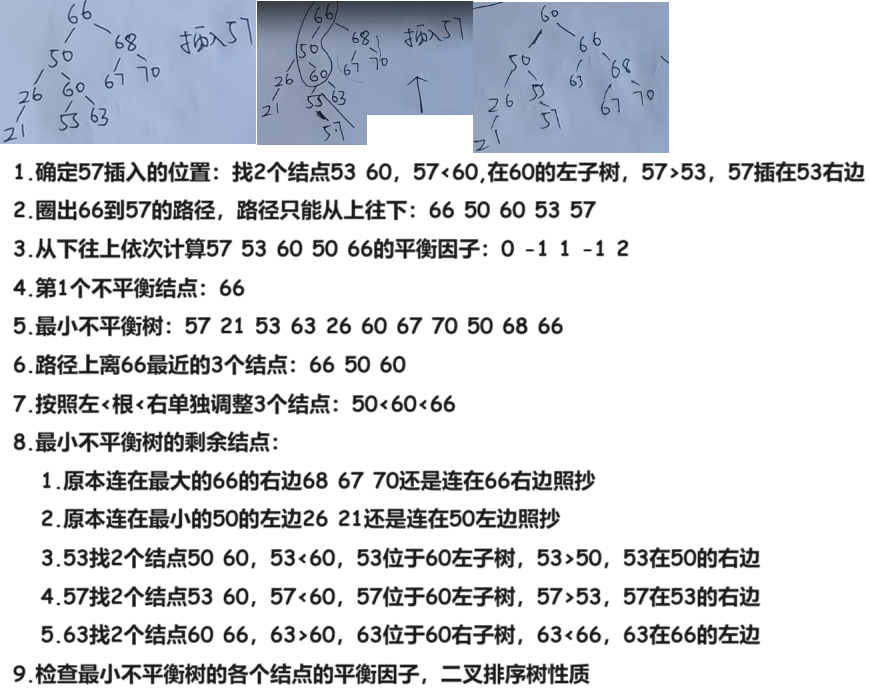 66
50 68
插入57
26 60 67 70
21 53 63
66
50 68
插入57
26 60 67 70
21 53 63
57
60
50 66
26 53 63 68
21 57 67 70
1.确定57插入的位置：找2个结点53 60，57<60,在60的左子树，57>53，57插在53右边
2.圈出66到57的路径，路径只能从上往下：66 50 60 53 57
3.从下往上依次计算57 53 60 50 66的平衡因子：0 -1 1 -1 2
4.第1个不平衡结点：66
5.最小不平衡树：57 21 53 63 26 60 67 70 50 68 66
6.路径上离66最近的3个结点：66 50 60
7.按照左<根<右单独调整3个结点：50<60<66
8.最小不平衡树的剩余结点：
1.原本连在最大的66的右边68 67 70还是连在66右边照抄
2.原本连在最小的50的左边26 21还是连在50左边照抄
3.53找2个结点50 60，53<60，53位于60左子树，53>50，53在50的右边
4.57找2个结点53 60，57<60，57位于60左子树，57>53，57在53的右边
5.63找2个结点60 66，63>60，63位于60右子树，63<66，63在66的左边
9.检查最小不平衡树的各个结点的平衡因子，二叉排序树性质